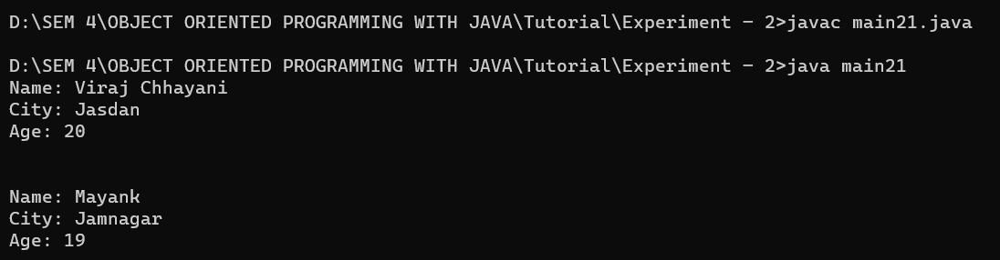 D:\SEM 4\OBJECT ORIENTED PROGRAMMING WITH JAVA\Tutorial\Experiment - 2>javac main21.java
D:\SEM 4\OBJECT ORIENTED PROGRAMMING WITH JAVA\Tutorial\Experiment - 2>java main21
Name: Viraj Chhayani
City: Jasdan
Age: 20
Name: Mayank
City: Jamnagar
Age: 19